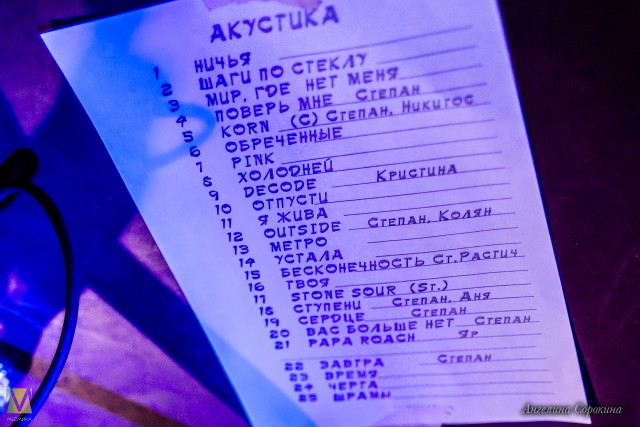 АКУСТИКА
1 НИЧЬЯ
2 ШАГИ ПО СТЕКЛУ
3 МИР, ГДЕ НЕТ МЕНЯ
4 ПОВЕРЬ МНЕ Степан
5 KORN (С) Степан, Никитос
6 ОБРЕЧЕННЫЕ
7 PINK
8 ХОЛОДНЕЙ
9 DECODE Кристина
10 ОТПУСТИ
11 Я ЖИВА
12 OUTSIDE Степан, Колян
13 МЕТРО
14 УСТАЛА
15 БЕСКОНЕЧНОСТЬ Ст.Растич
16 ТВОЯ
17 STONE SOUR (Sт.)
18 СТУПЕНИ Степан, Аня
19 СЕРДЦЕ Степан
20 ВАС БОЛЬШЕ НЕТ Степан
21 PAPA ROACH Яр
22 ЗАВТРА Степан
23 ВРЕМЯ
24 ЧЕРТА
25 ШРАМЫ
Ангелина Сорокина